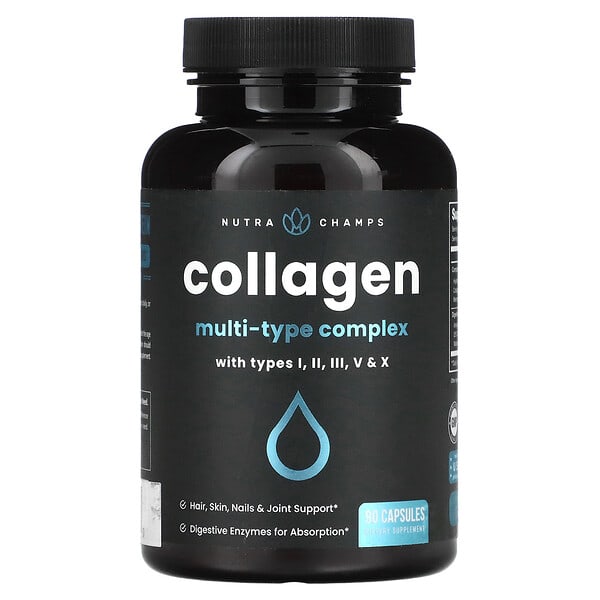 NUTRA CHAMPS
collagen
multi-type complex
with types I, II, III, V & X
Hair, Skin, Nails & Joint Support*
Digestive Enzymes for Absorption*
90 CAPSULES
DIETARY SUPPLEMENT